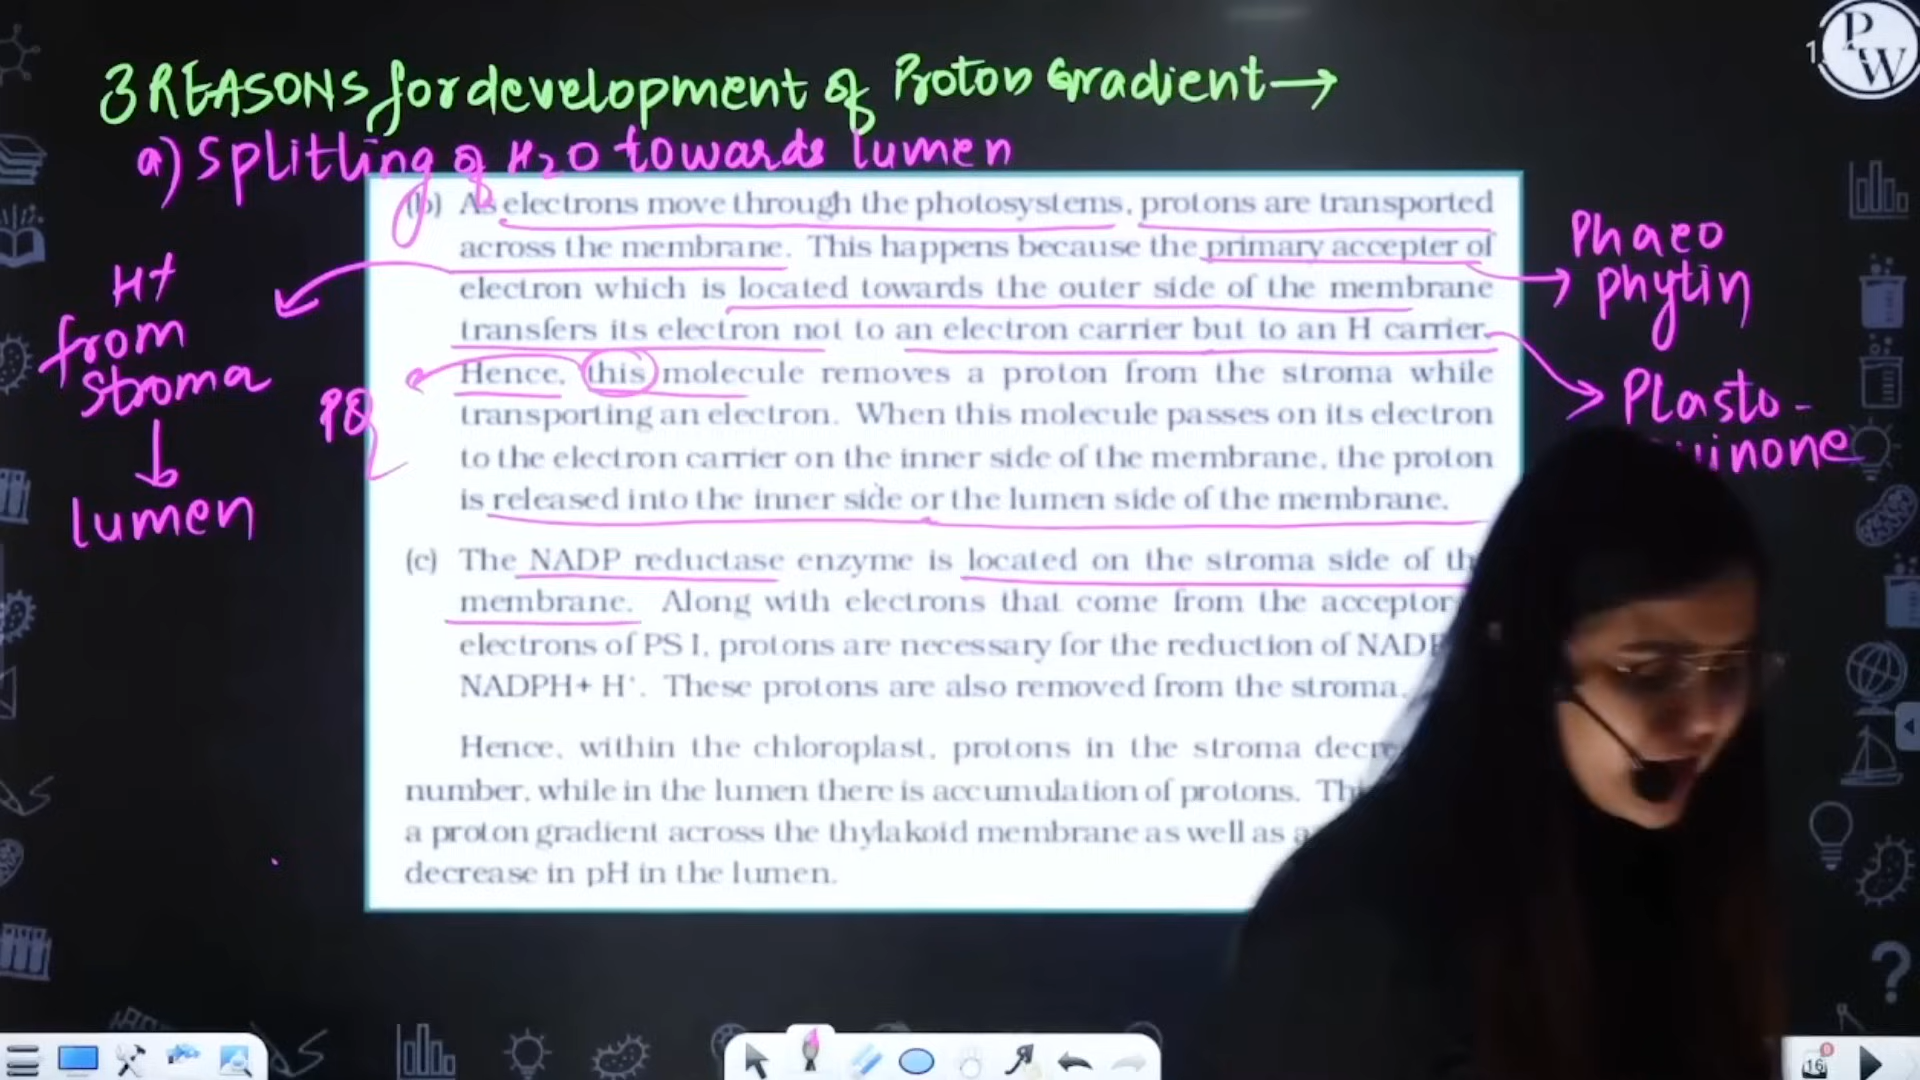 3 REASONS for development of Proton Gradient →
a) Splitling of H2O towards lumen
(b) As electrons move through the photosystems, protons are transported
across the membrane. This happens because the primary accepter of
electron which is located towards the outer side of the membrane
transfers its electron not to an electron carrier but to an H carrier.
Hence, this molecule removes a proton from the stroma while
transporting an electron. When this molecule passes on its electron
to the electron carrier on the inner side of the membrane, the proton
is released into the inner side or the lumen side of the membrane.
(c) The NADP reductase enzyme is located on the stroma side of
membrane. Along with electrons that come from the acceptor
electrons of PS I, protons are necessary for the reduction of
NADPH+ H⁺. These protons are also removed from the stroma.
Hence, within the chloroplast, protons in the stroma
number, while in the lumen there is accumulation of protons.
a proton gradient across the thylakoid membrane as well as
decrease in pH in the lumen.
H+
from
stroma
↓
lumen
PQ
Phaeo
phytin
Plasto-
PW
16